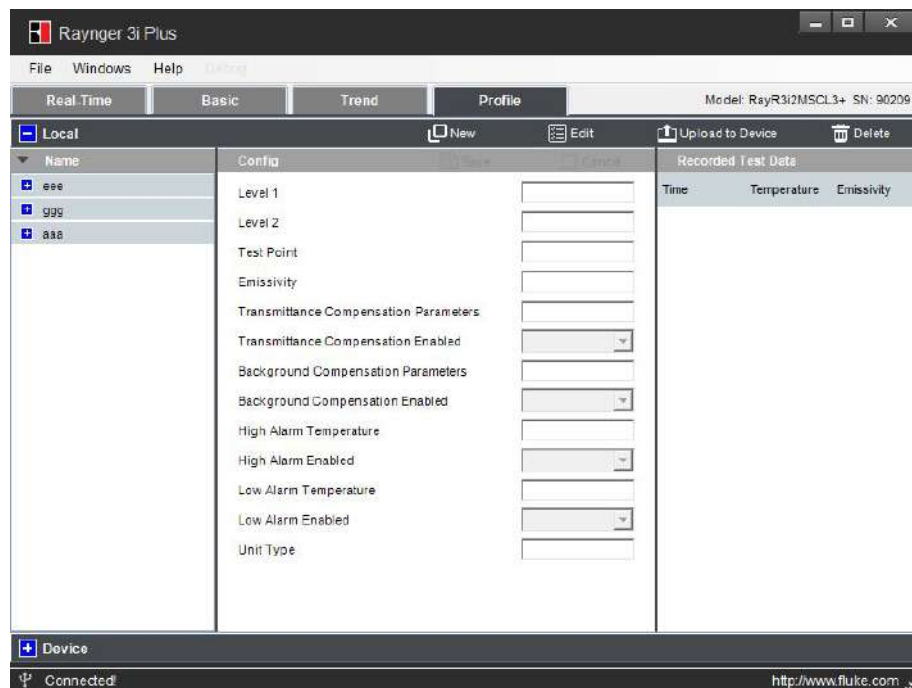 Raynger 3i Plus
File Windows Help Debug
Real-Time Basic Trend Profile Model: RayR3i2MSCL3+ SN: 90209
Local New Edit Upload to Device Delete
Name Config Save Cancel Recorded Test Data
eee Level 1 Time Temperature Emissivity
ggg Level 2
aaa Test Point
Emissivity
Transmittance Compensation Parameters
Transmittance Compensation Enabled
Background Compensation Parameters
Background Compensation Enabled
High Alarm Temperature
High Alarm Enabled
Low Alarm Temperature
Low Alarm Enabled
Unit Type
Device
Connected! http://www.fluke.com